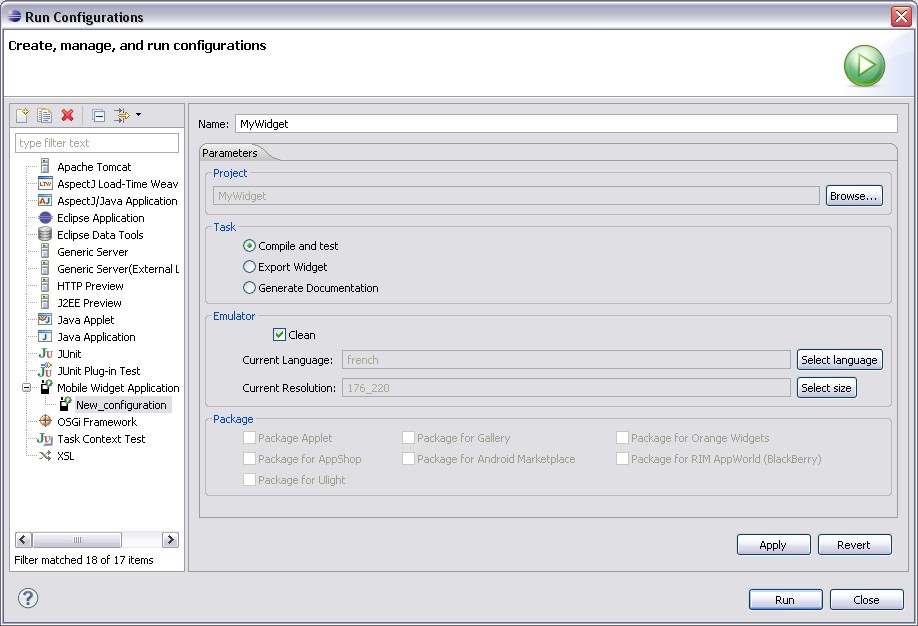 Run Configurations
Create, manage, and run configurations
type filter text
Apache Tomcat
AspectJ Load-Time Weav
AspectJ/Java Application
Eclipse Application
Eclipse Data Tools
Generic Server
Generic Server(External L
HTTP Preview
J2EE Preview
Java Applet
Java Application
JUnit
JUnit Plug-in Test
Mobile Widget Application
New_configuration
OSGi Framework
Task Context Test
XSL
Filter matched 18 of 17 items
Name: MyWidget
Parameters
Project
MyWidget Browse...
Task
Compile and test
Export Widget
Generate Documentation
Emulator
Clean
Current Language: french Select language
Current Resolution: 176_220 Select size
Package
Package Applet Package for Gallery Package for Orange Widgets
Package for AppShop Package for Android Marketplace Package for RIM AppWorld (BlackBerry)
Package for Ulight
Apply Revert
? Run Close